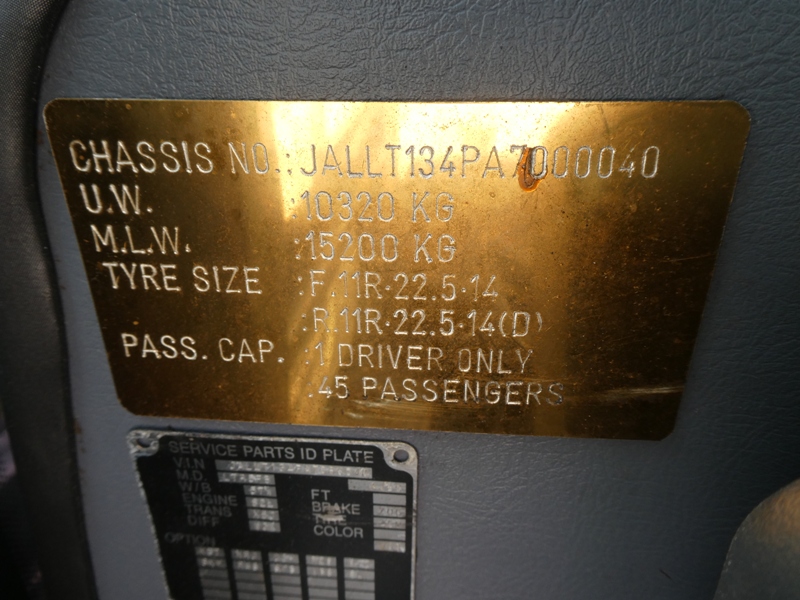 CHASSIS NO.: JALLT134PA7000040
U.W. :10320 KG
M.L.W. :15200 KG
TYRE SIZE :F.11R·22.5·14
:R.11R·22.5·14(D)
PASS. CAP. :1 DRIVER ONLY
:45 PASSENGERS
SERVICE PARTS ID PLATE
V.I.N
M.D.
W/B
ENGINE FT
TRANS BRAKE
DIFF TIRE
COLOR
OPTION